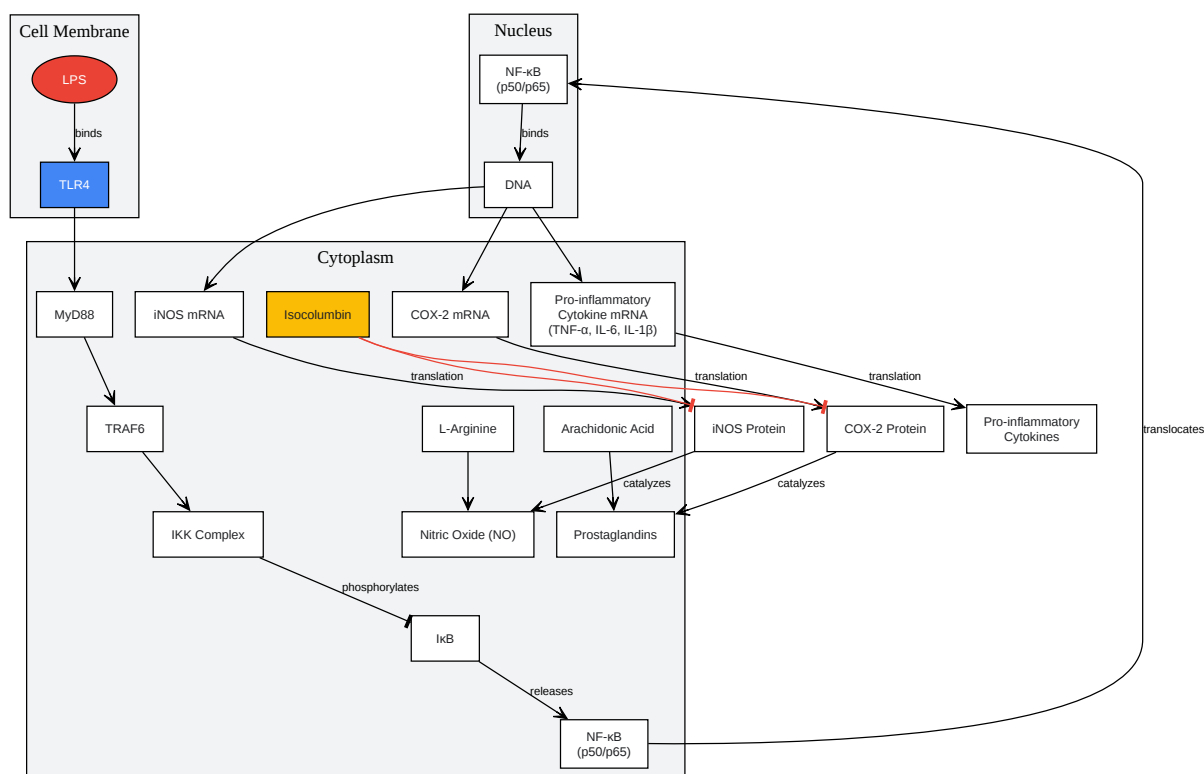 Cell Membrane
LPS
binds
TLR4
Nucleus
NF-κB
(p50/p65)
binds
DNA
Cytoplasm
MyD88
iNOS mRNA
Isocolumbin
COX-2 mRNA
Pro-inflammatory
Cytokine mRNA
(TNF-α, IL-6, IL-1β)
translation
translation
translation
TRAF6
L-Arginine
Arachidonic Acid
iNOS Protein
COX-2 Protein
Pro-inflammatory
Cytokines
translocates
catalyzes
catalyzes
IKK Complex
Nitric Oxide (NO)
Prostaglandins
phosphorylates
IκB
releases
NF-κB
(p50/p65)